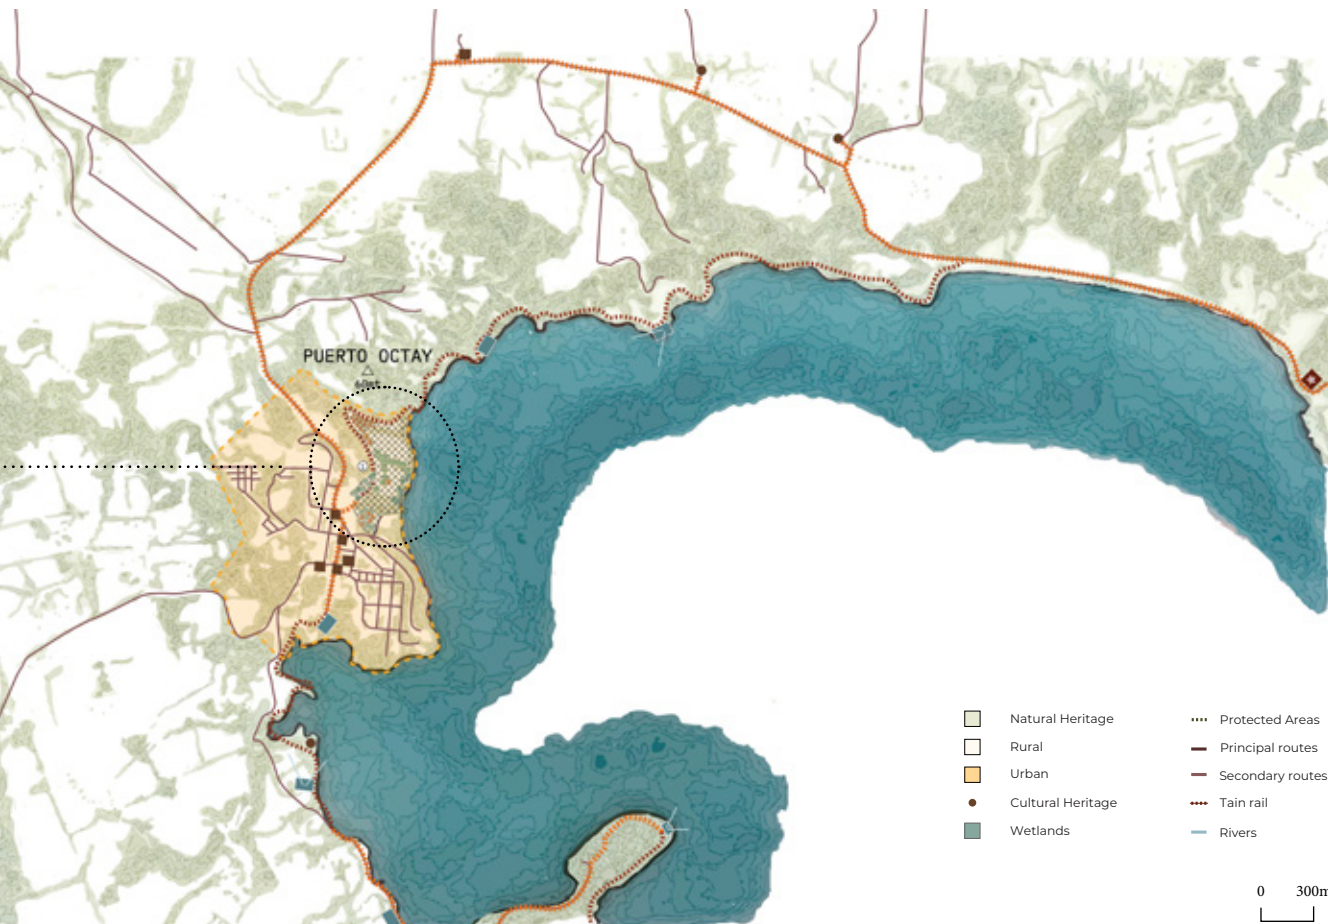 PUERTO OCTAY
Natural Heritage
Rural
Urban
Cultural Heritage
Wetlands
Protected Areas
Principal routes
Secondary routes
Tain rail
Rivers
0 300m